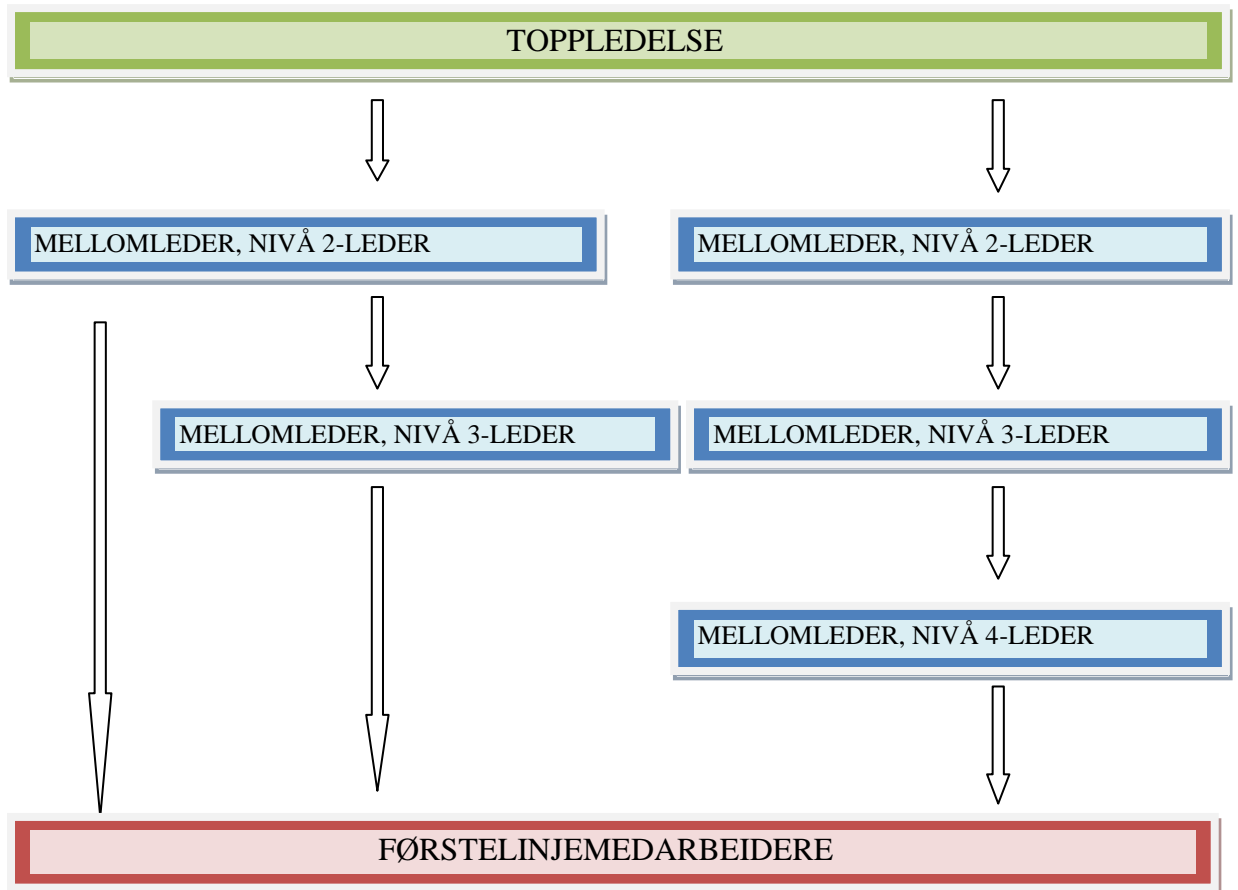 TOPPLEDELSE
MELLOMLEDER, NIVÅ 2-LEDER
MELLOMLEDER, NIVÅ 2-LEDER
MELLOMLEDER, NIVÅ 3-LEDER
MELLOMLEDER, NIVÅ 3-LEDER
MELLOMLEDER, NIVÅ 4-LEDER
FØRSTELINJEMEDARBEIDERE